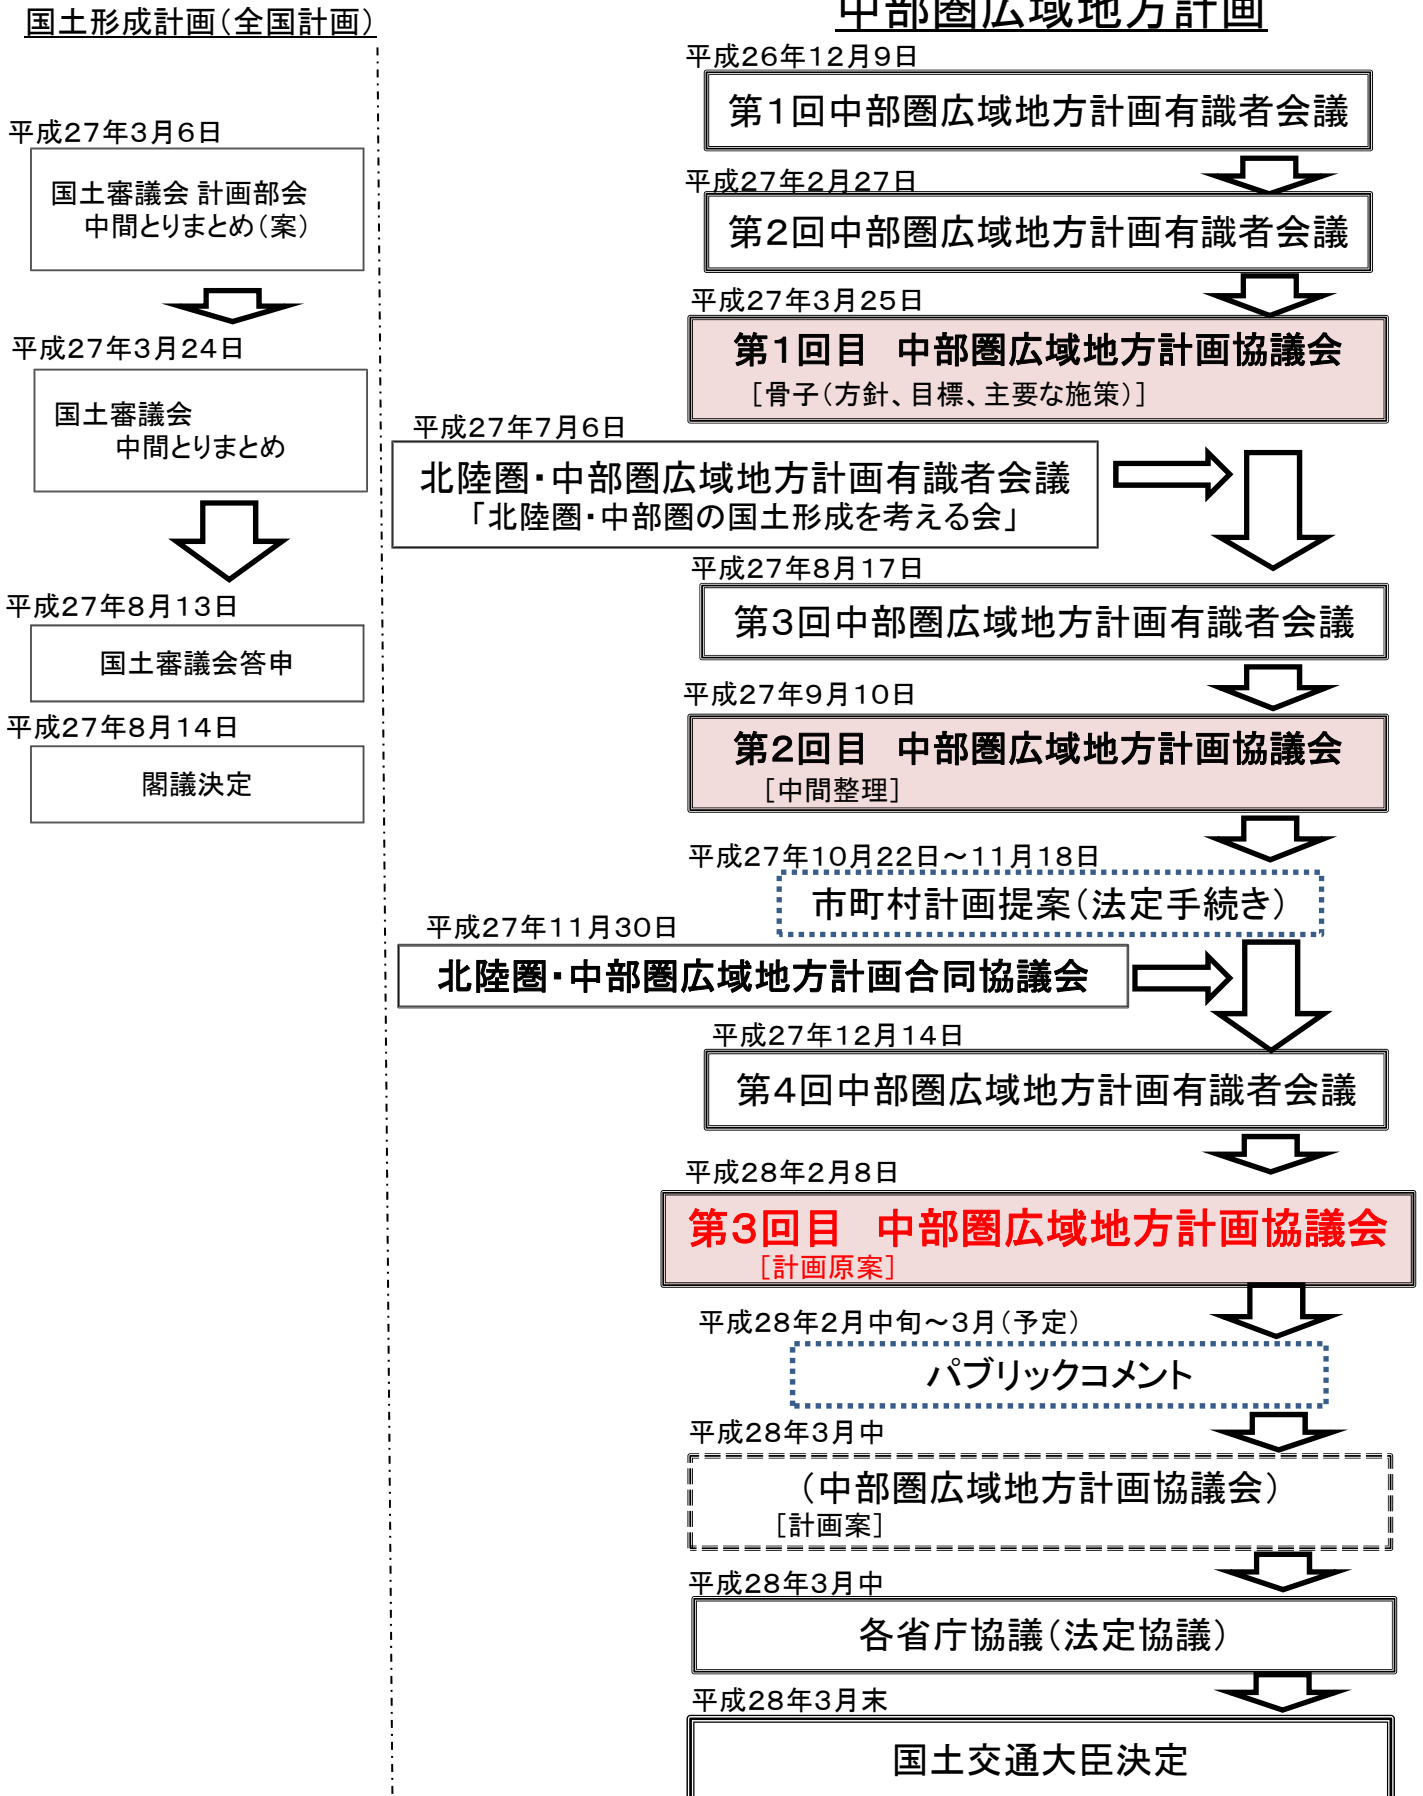 国土形成計画(全国計画)
平成27年3月6日
国土審議会 計画部会
中間とりまとめ(案)
平成27年3月24日
国土審議会
中間とりまとめ
平成27年8月13日
国土審議会答申
平成27年8月14日
閣議決定
中部圏広域地方計画
平成26年12月9日
第1回中部圏広域地方計画有識者会議
平成27年2月27日
第2回中部圏広域地方計画有識者会議
平成27年3月25日
第1回目　中部圏広域地方計画協議会
[骨子(方針、目標、主要な施策)]
平成27年7月6日
北陸圏・中部圏広域地方計画有識者会議
「北陸圏・中部圏の国土形成を考える会」
平成27年8月17日
第3回中部圏広域地方計画有識者会議
平成27年9月10日
第2回目　中部圏広域地方計画協議会
[中間整理]
平成27年10月22日～11月18日
市町村計画提案(法定手続き)
平成27年11月30日
北陸圏・中部圏広域地方計画合同協議会
平成27年12月14日
第4回中部圏広域地方計画有識者会議
平成28年2月8日
第3回目　中部圏広域地方計画協議会
[計画原案]
平成28年2月中旬～3月(予定)
パブリックコメント
平成28年3月中
(中部圏広域地方計画協議会)
[計画案]
平成28年3月中
各省庁協議(法定協議)
平成28年3月末
国土交通大臣決定